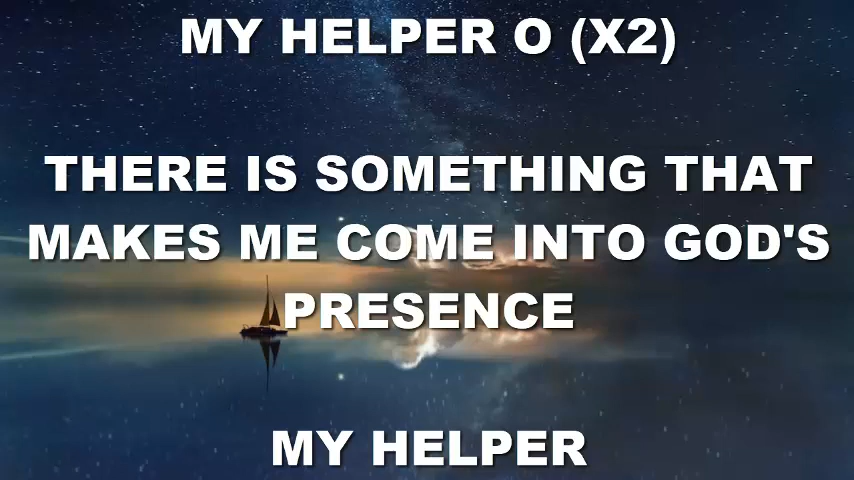 MY HELPER O (X2)
THERE IS SOMETHING THAT
MAKES ME COME INTO GOD'S
PRESENCE
MY HELPER